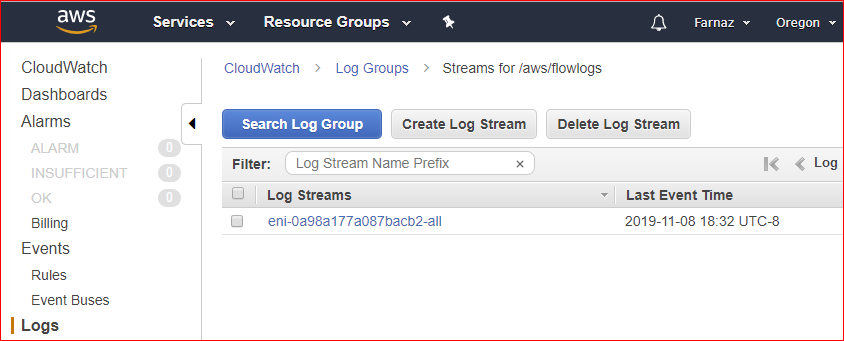 aws Services Resource Groups Farnaz Oregon
CloudWatch
Dashboards
Alarms
ALARM 0
INSUFFICIENT 0
OK 0
Billing
Events
Rules
Event Buses
Logs
CloudWatch > Log Groups > Streams for /aws/flowlogs
Search Log Group Create Log Stream Delete Log Stream
Filter: Log Stream Name Prefix × Log
Log Streams Last Event Time
eni-0a98a177a087bacb2-all 2019-11-08 18:32 UTC-8